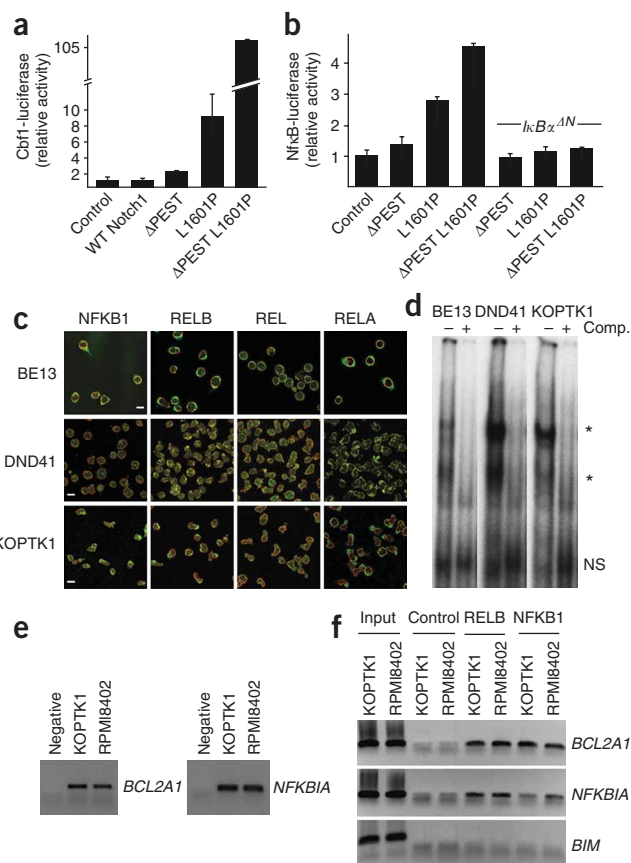 a
Cbf1-luciferase
(relative activity)
105
10
8
6
4
2
Control
WT Notch1
ΔPEST
L1601P
ΔPEST L1601P
b
NfκB-luciferase
(relative activity)
4
3
2
1
IκBα ΔN
Control
ΔPEST
L1601P
ΔPEST L1601P
ΔPEST
L1601P
ΔPEST L1601P
c
NFKB1 RELB REL RELA
BE13
DND41
KOPTK1
d
BE13 DND41 KOPTK1
– + – + – + Comp.
*
*
NS
e
Negative
KOPTK1
RPMI8402
BCL2A1
Negative
KOPTK1
RPMI8402
NFKBIA
f
Input Control RELB NFKB1
KOPTK1
RPMI8402
KOPTK1
RPMI8402
KOPTK1
RPMI8402
KOPTK1
RPMI8402
BCL2A1
NFKBIA
BIM